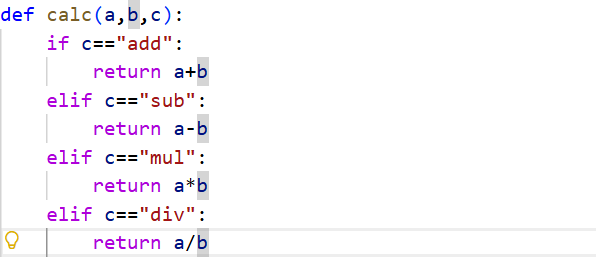 def calc(a,b,c):
    if c=="add":
        return a+b
    elif c=="sub":
        return a-b
    elif c=="mul":
        return a*b
    elif c=="div":
        return a/b